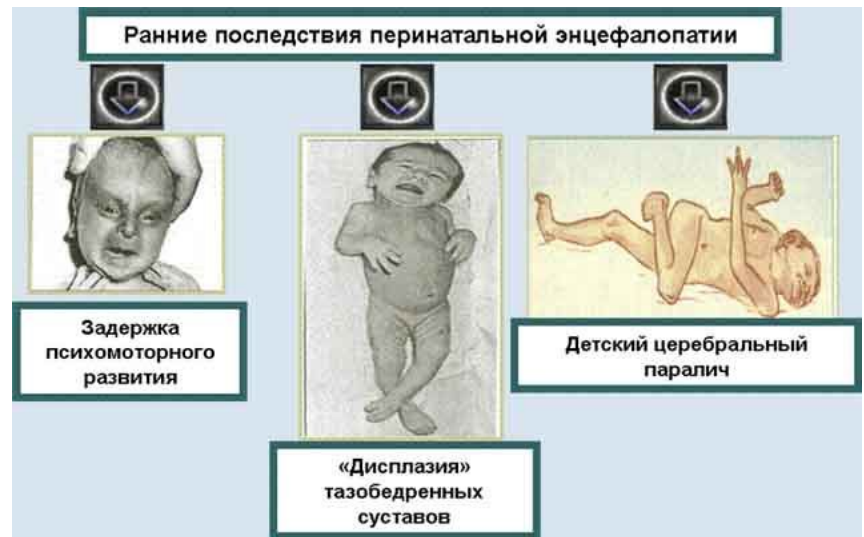 Ранние последствия перинатальной энцефалопатии
Задержка
психомоторного
развития
«Дисплазия»
тазобедренных
суставов
Детский церебральный
паралич